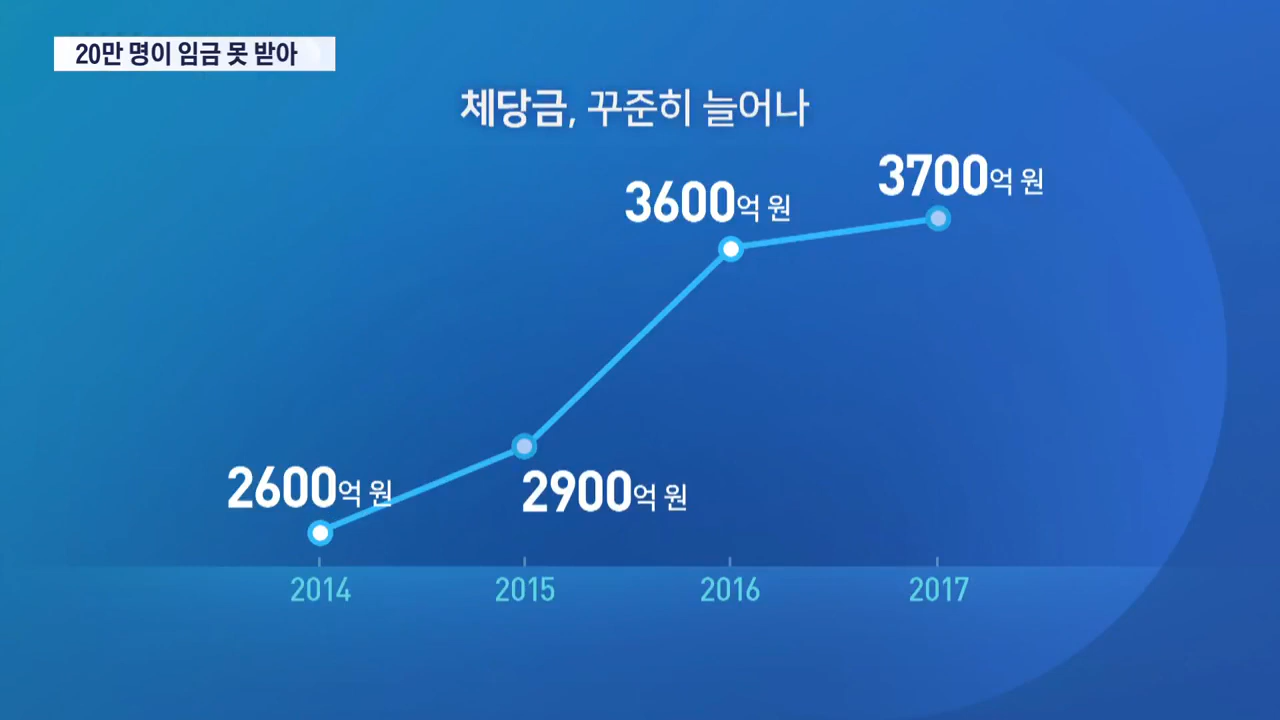 20만 명이 임금 못 받아
체당금, 꾸준히 늘어나
2600억 원
2900억 원
3600억 원
3700억 원
2014 2015 2016 2017